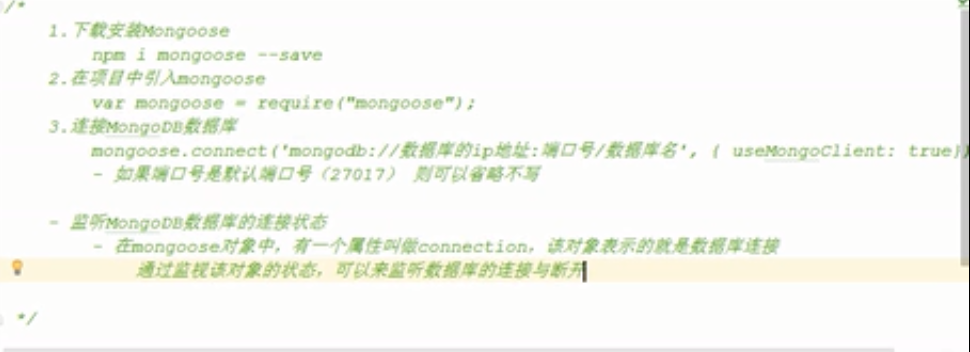 /*
1.下载安装Mongoose
npm i mongoose --save
2.在项目中引入mongoose
var mongoose = require("mongoose");
3.连接MongoDB数据库
mongoose.connect('mongodb://数据库的ip地址:端口号/数据库名', { useMongoClient: true})
- 如果端口号是默认端口号（27017） 则可以省略不写
- 监听MongoDB数据库的连接状态
- 在mongoose对象中，有一个属性叫做connection，该对象表示的就是数据库连接
通过监视该对象的状态，可以来监听数据库的连接与断开
*/